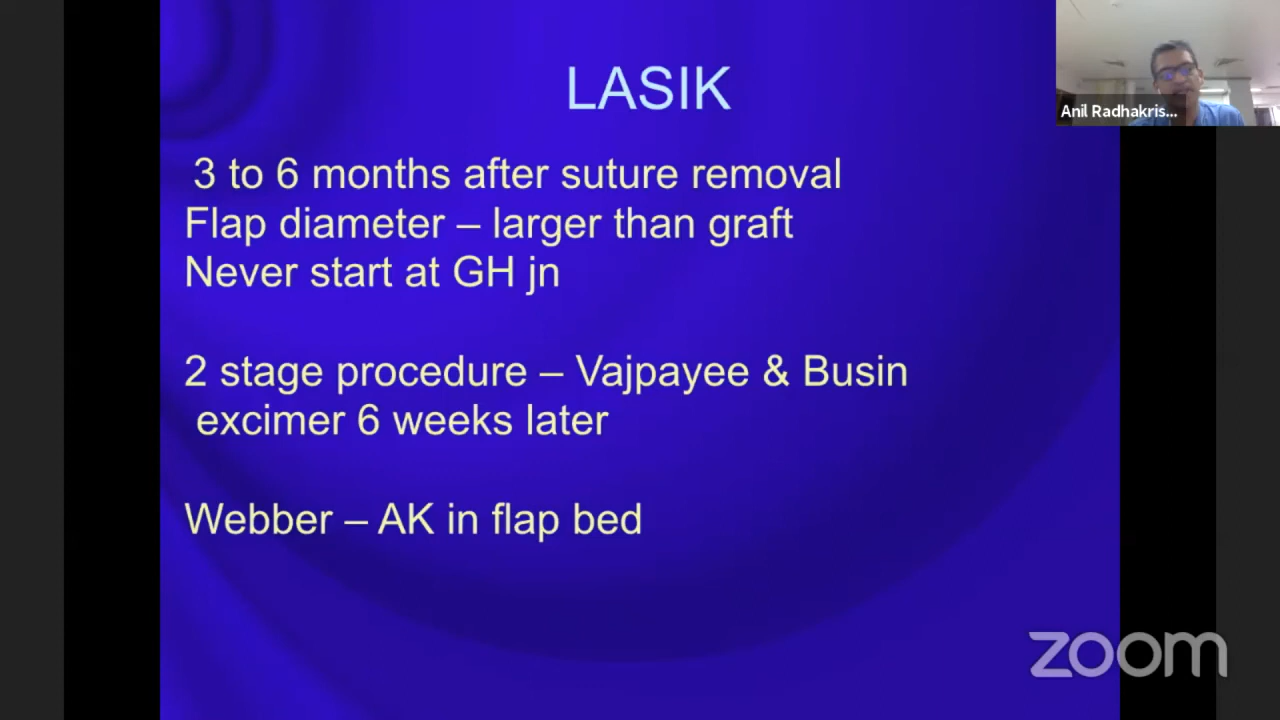 LASIK
Anil Radhakris...
3 to 6 months after suture removal
Flap diameter – larger than graft
Never start at GH jn
2 stage procedure – Vajpayee & Busin
excimer 6 weeks later
Webber – AK in flap bed
zoom